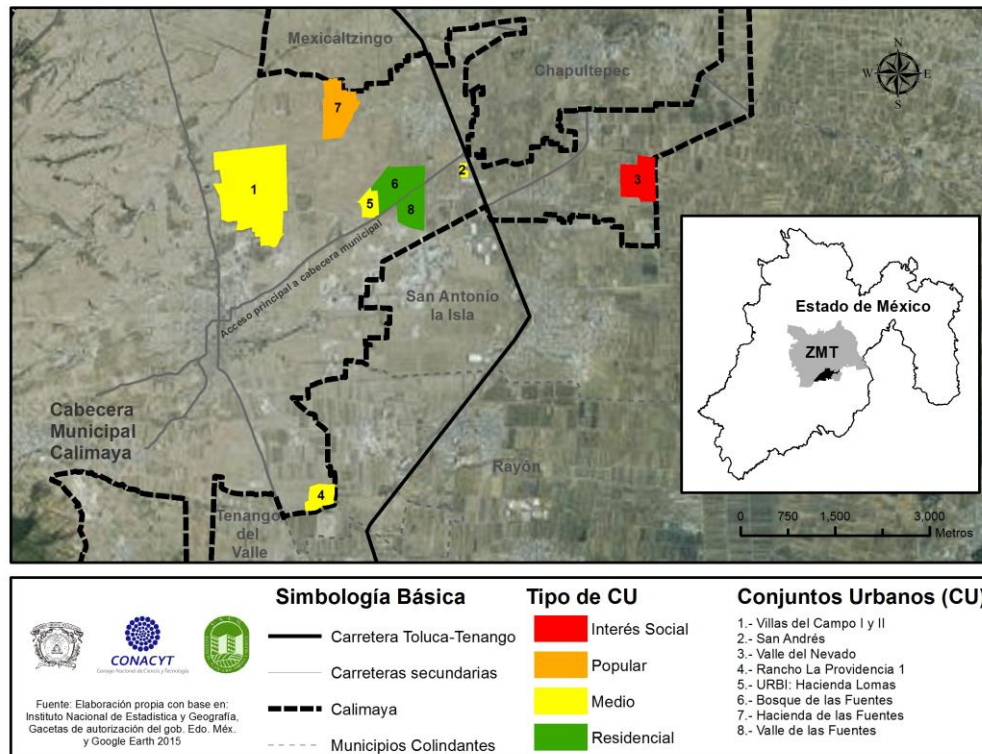 Mexicaltzingo
Chapultepec
N
W E
S
7
1
2
6
5
8
3
Acceso principal a cabecera municipal
San Antonio
la Isla
Estado de México
ZMT
Cabecera
Municipal
Calimaya
Rayón
4
Tenango
del
Valle
0 750 1,500 3,000
Metros
Simbología Básica
Carretera Toluca-Tenango
Carreteras secundarias
Calimaya
Municipios Colindantes
Tipo de CU
Interés Social
Popular
Medio
Residencial
Conjuntos Urbanos (CU)
1.- Villas del Campo I y II
2.- San Andrés
3.- Valle del Nevado
4.- Rancho La Providencia 1
5.- URBI: Hacienda Lomas
6.- Bosque de las Fuentes
7.- Hacienda de las Fuentes
8.- Valle de las Fuentes
CONACYT
Consejo Nacional de Ciencia y Tecnología
Fuente: Elaboración propia con base en:
Instituto Nacional de Estadistica y Geografía,
Gacetas de autorización del gob. Edo. Méx.
y Google Earth 2015